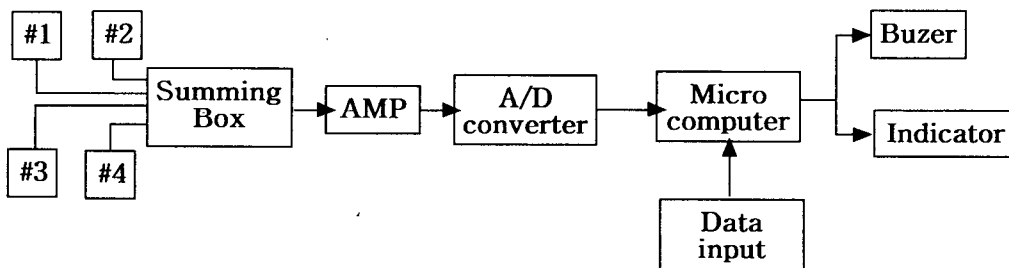 #1
#2
#3
#4
Summing
Box
AMP
A/D
converter
Micro
computer
Data
input
Buzer
Indicator